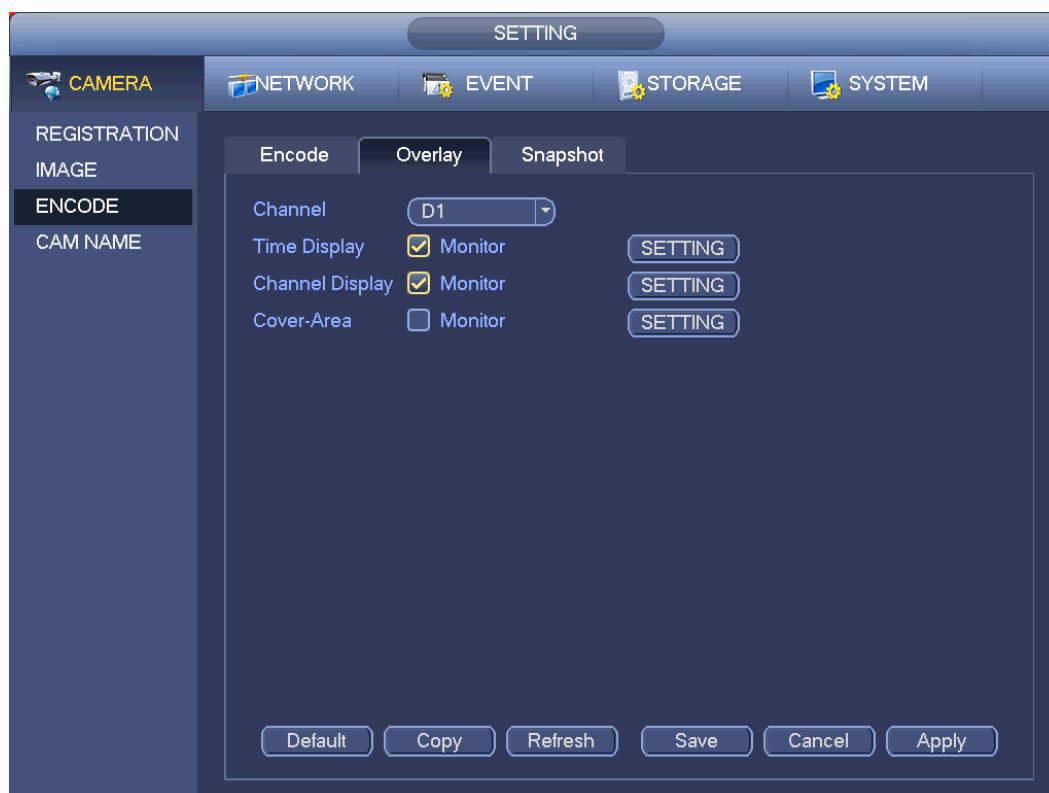 SETTING
CAMERA NETWORK EVENT STORAGE SYSTEM
REGISTRATION
IMAGE
ENCODE
CAM NAME
Encode Overlay Snapshot
Channel D1
Time Display Monitor SETTING
Channel Display Monitor SETTING
Cover-Area Monitor SETTING
Default Copy Refresh Save Cancel Apply